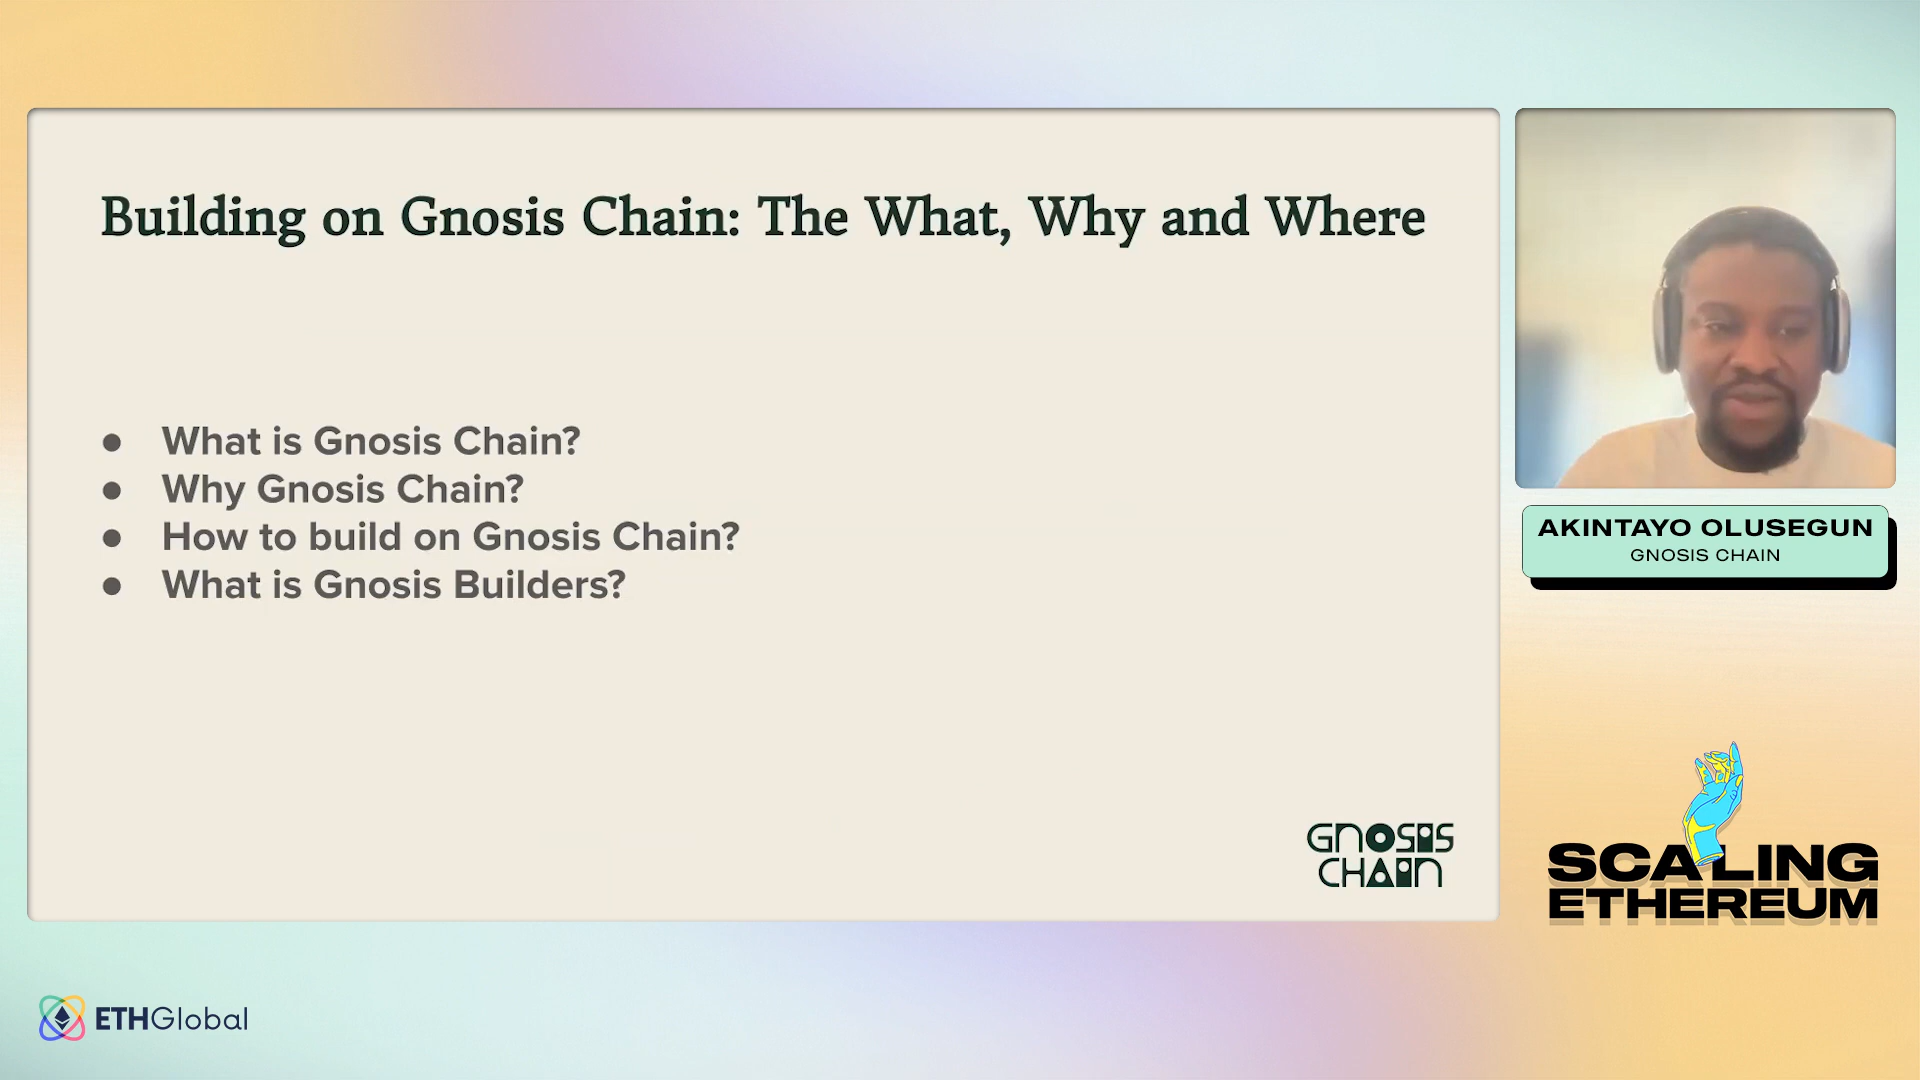 Building on Gnosis Chain: The What, Why and Where
● What is Gnosis Chain?
● Why Gnosis Chain?
● How to build on Gnosis Chain?
● What is Gnosis Builders?
GNOSIS
CHAIN
AKINTAYO OLUSEGUN
GNOSIS CHAIN
SCALING
ETHEREUM
ETHGlobal